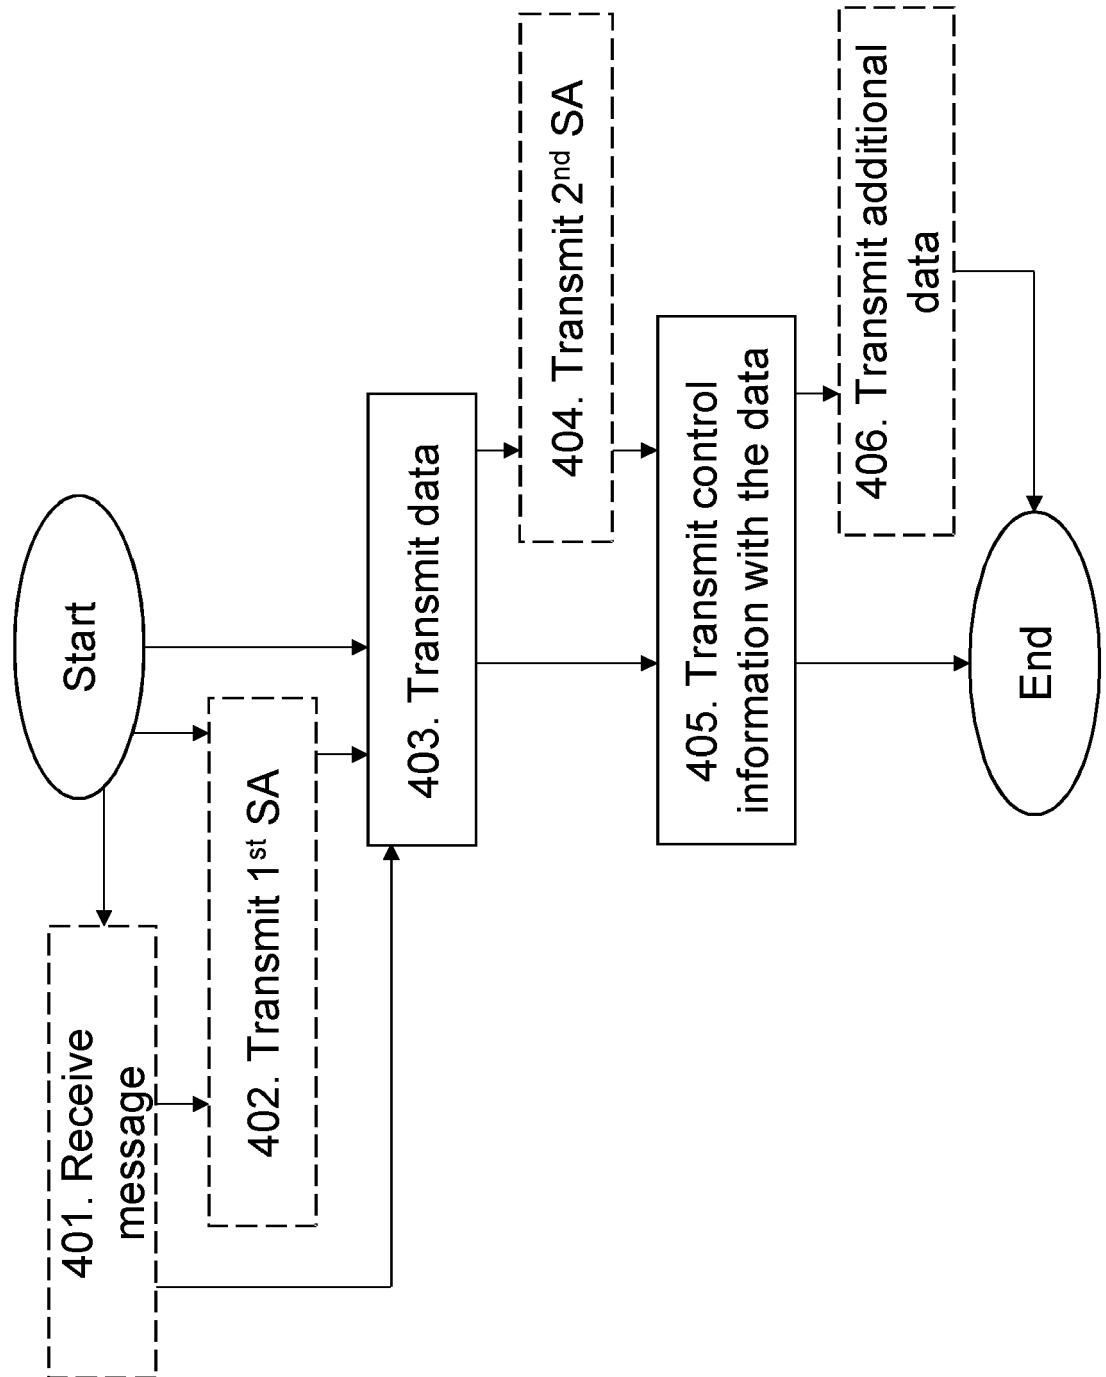 Start
401. Receive
message
402. Transmit 1st SA
403. Transmit data
404. Transmit 2nd SA
405. Transmit control
information with the data
406. Transmit additional
data
End